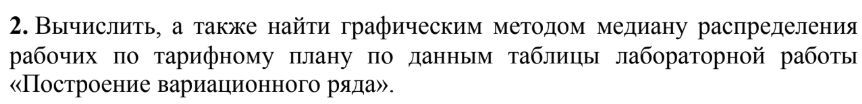 2. Вычислить, а также найти графическим методом медиану распределения
рабочих по тарифному плану по данным таблицы лабораторной работы
«Построение вариационного ряда».